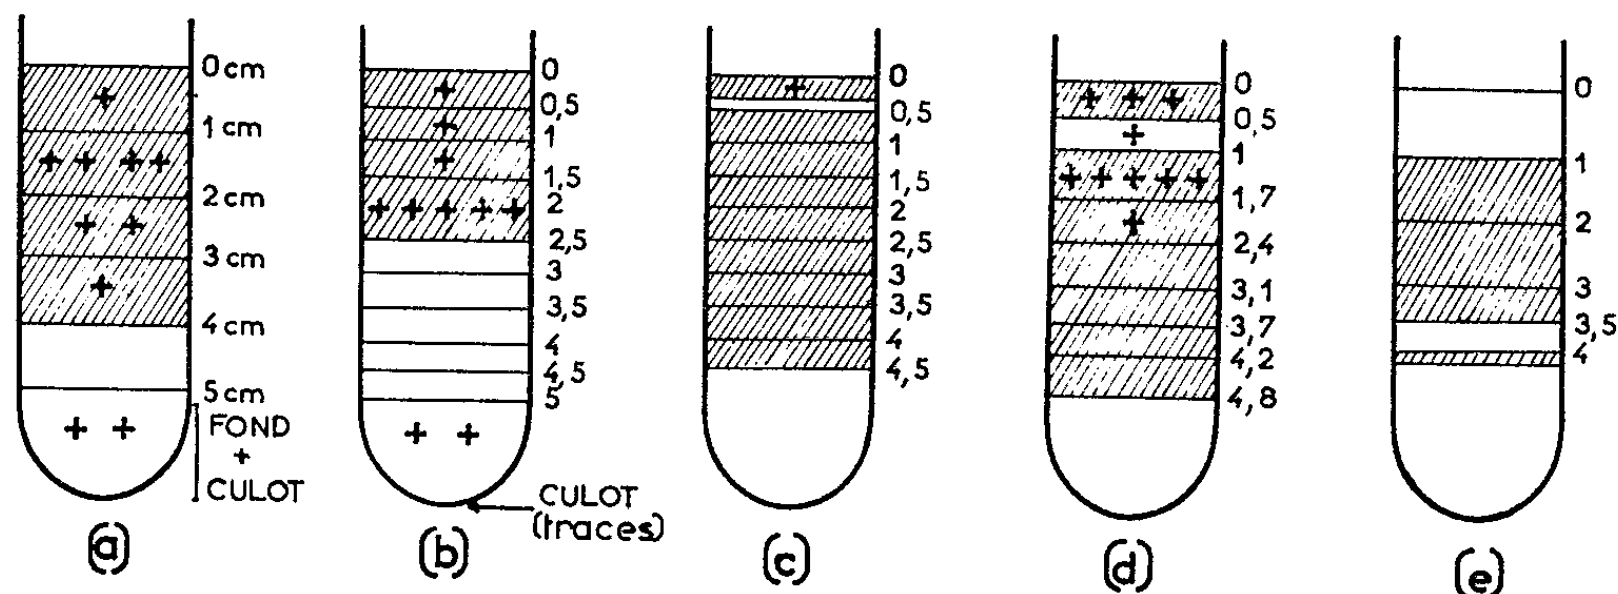 0 cm
1 cm
2 cm
3 cm
4 cm
5 cm
FOND
+
CULOT
(a)
0
0,5
1
1,5
2
2,5
3
3,5
4
4,5
5
CULOT
(traces)
(b)
0
0,5
1
1,5
2
2,5
3
3,5
4
4,5
(c)
0
0,5
1
1,7
2,4
3,1
3,7
4,2
4,8
(d)
0
1
2
3
3,5
4
(e)
+
+ + + +
+ +
+
+ +
+
+
+
+ + + + +
+ +
+
+ + +
+
+ + + + +
+